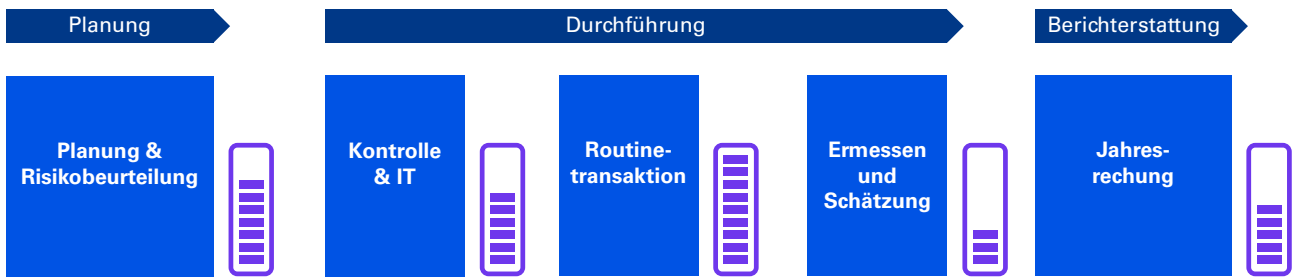 Planung
Durchführung
Berichterstattung
Planung &
Risikobeurteilung
Kontrolle
& IT
Routine-
transaktion
Ermessen
und
Schätzung
Jahres-
rechung